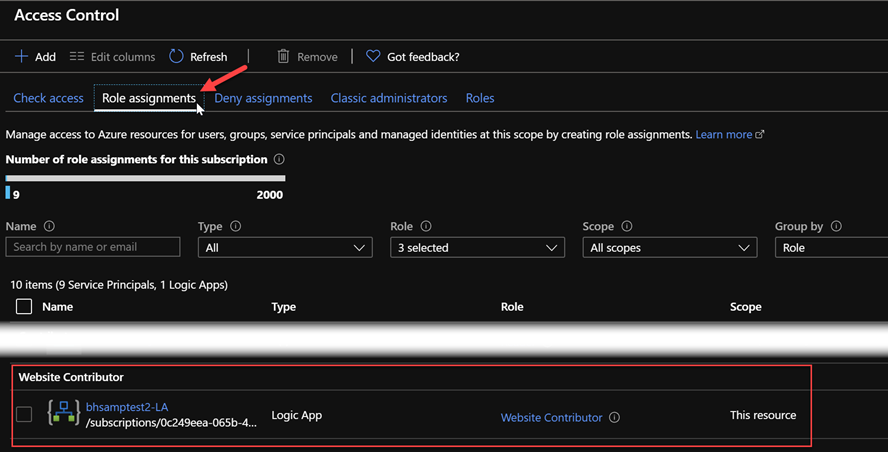 Access Control
Add Edit columns Refresh Remove Got feedback?
Check access Role assignments Deny assignments Classic administrators Roles
Manage access to Azure resources for users, groups, service principals and managed identities at this scope by creating role assignments. Learn more
Number of role assignments for this subscription
9 2000
Name Type Role Scope Group by
Search by name or email All 3 selected All scopes Role
10 items (9 Service Principals, 1 Logic Apps)
Name Type Role Scope
Website Contributor
bhsamptest2-LA
/subscriptions/0c249eea-065b-4... Logic App Website Contributor This resource